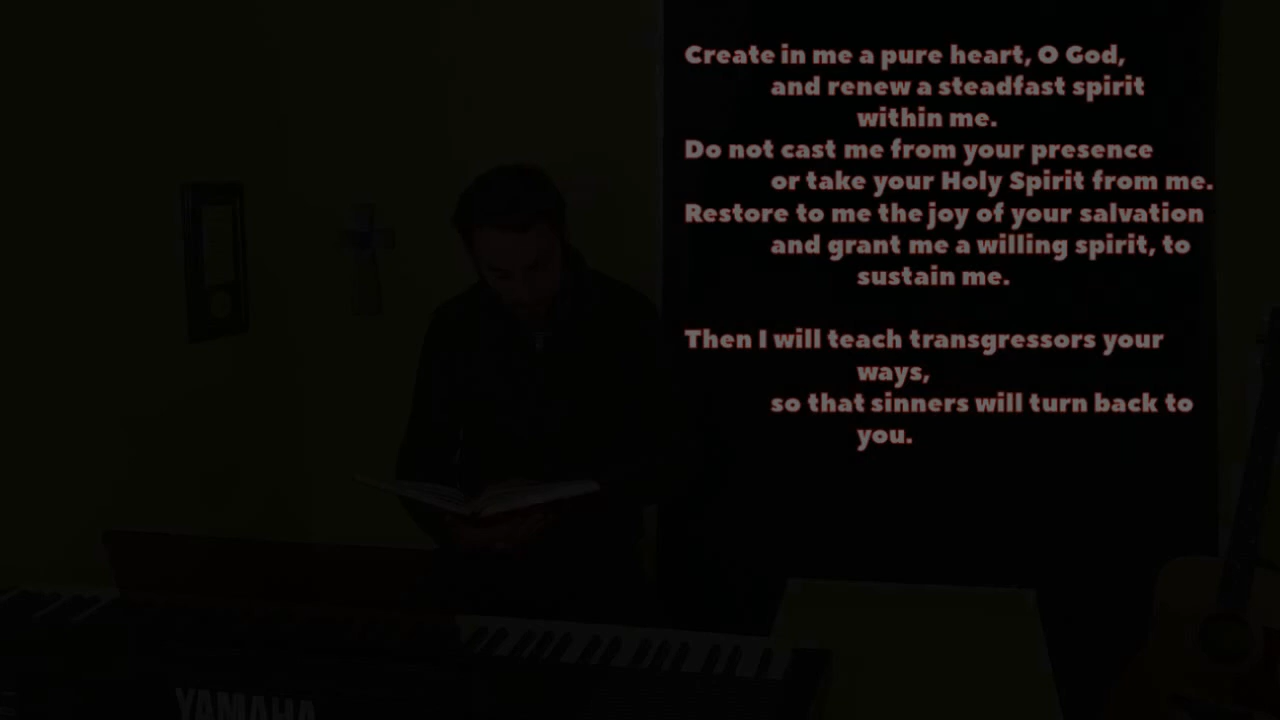 Create in me a pure heart, O God,
and renew a steadfast spirit
within me.
Do not cast me from your presence
or take your Holy Spirit from me.
Restore to me the joy of your salvation
and grant me a willing spirit, to
sustain me.
Then I will teach transgressors your
ways,
so that sinners will turn back to
you.
YAMAHA